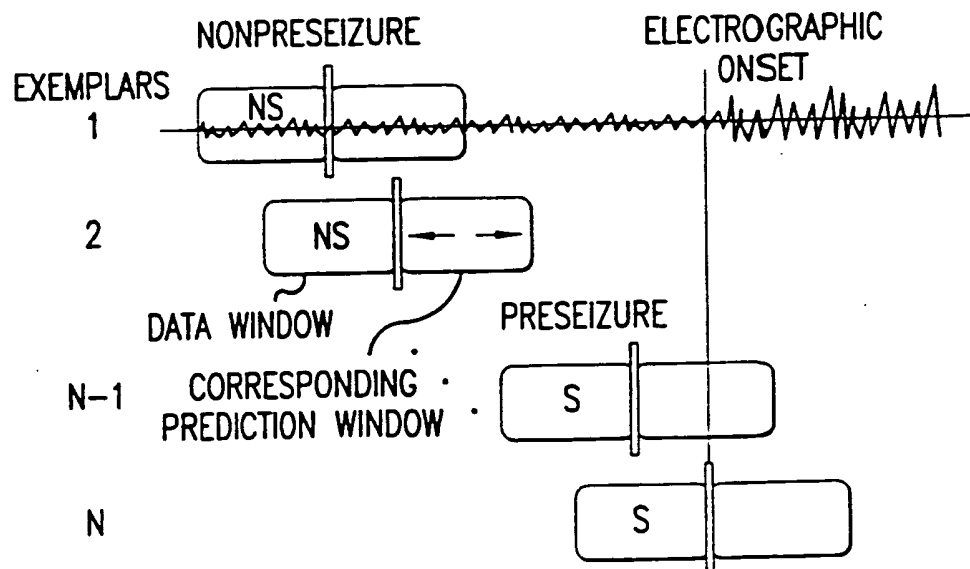 NONPRESEIZURE
ELECTROGRAPHIC
ONSET
EXEMPLARS
1
NS
2
NS
DATA WINDOW
PRESEIZURE
N-1
CORRESPONDING
PREDICTION WINDOW
S
N
S